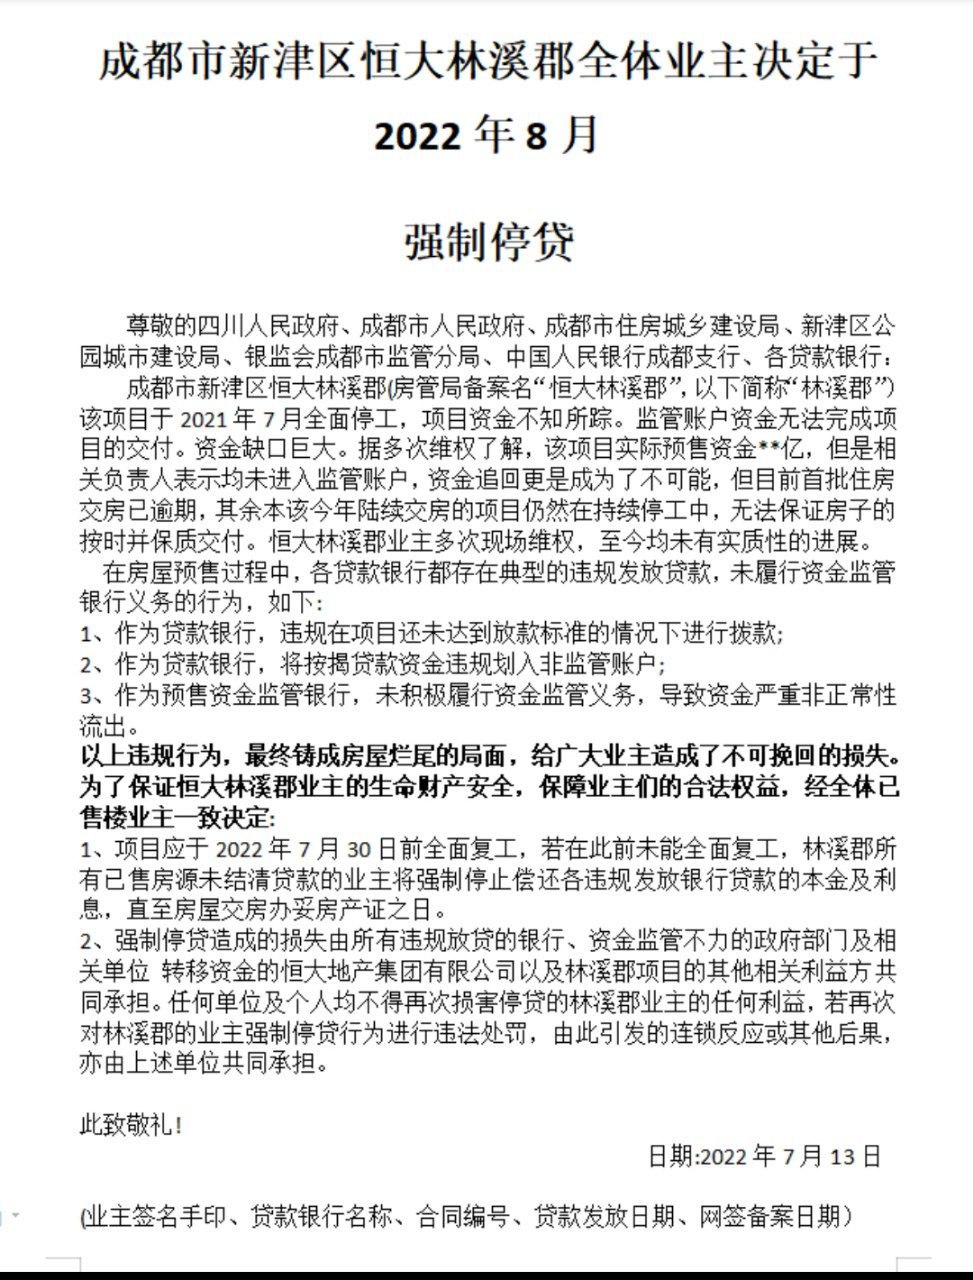 成都市新津区恒大林溪郡全体业主决定于
2022 年 8 月
强制停贷
尊敬的四川人民政府、成都市人民政府、成都市住房城乡建设局、新津区公
园城市建设局、银监会成都市监管分局、中国人民银行成都支行、各贷款银行：
成都市新津区恒大林溪郡(房管局备案名“恒大林溪郡”，以下简称“林溪郡”)
该项目于 2021 年 7 月全面停工，项目资金不知所踪。监管账户资金无法完成项
目的交付。资金缺口巨大。据多次维权了解，该项目实际预售资金**亿，但是相
关负责人表示均未进入监管账户，资金追回更是成为了不可能，但目前首批住房
交房已逾期，其余本该今年陆续交房的项目仍然在持续停工中，无法保证房子的
按时并保质交付。恒大林溪郡业主多次现场维权，至今均未有实质性的进展。
在房屋预售过程中，各贷款银行都存在典型的违规发放贷款，未履行资金监管
银行义务的行为，如下:
1、作为贷款银行，违规在项目还未达到放款标准的情况下进行拨款;
2、作为贷款银行，将按揭贷款资金违规划入非监管账户;
3、作为预售资金监管银行，未积极履行资金监管义务，导致资金严重非正常性
流出。
以上违规行为，最终铸成房屋烂尾的局面，给广大业主造成了不可挽回的损失。
为了保证恒大林溪郡业主的生命财产安全，保障业主们的合法权益，经全体已
售楼业主一致决定:
1、项目应于 2022 年 7 月 30 日前全面复工，若在此前未能全面复工，林溪郡所
有已售房源未结清贷款的业主将强制停止偿还各违规发放银行贷款的本金及利
息，直至房屋交房办妥房产证之日。
2、强制停贷造成的损失由所有违规放贷的银行、资金监管不力的政府部门及相
关单位 转移资金的恒大地产集团有限公司以及林溪郡项目的其他相关利益方共
同承担。任何单位及个人均不得再次损害停贷的林溪郡业主的任何利益，若再次
对林溪郡的业主强制停贷行为进行违法处罚，由此引发的连锁反应或其他后果，
亦由上述单位共同承担。
此致敬礼!
日期:2022 年 7 月 13 日
(业主签名手印、贷款银行名称、合同编号、贷款发放日期、网签备案日期）